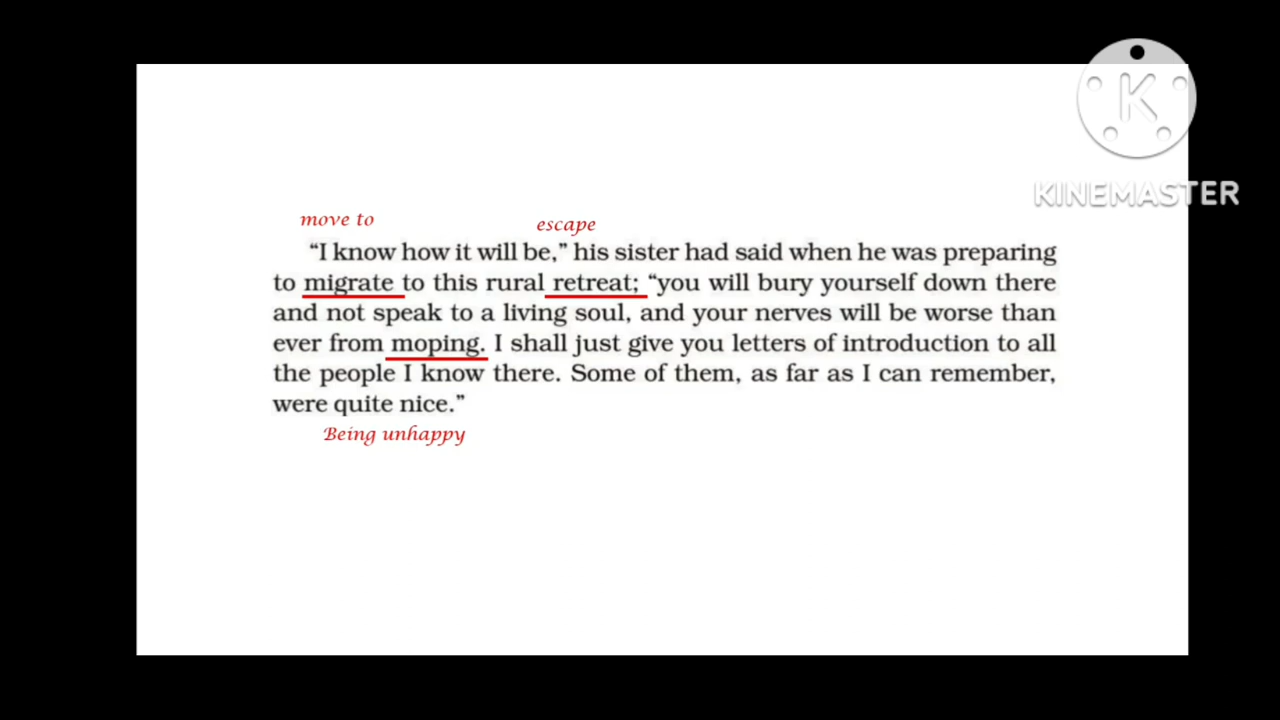 K
KINEMASTER
move to
escape
“I know how it will be,” his sister had said when he was preparing
to migrate to this rural retreat; “you will bury yourself down there
and not speak to a living soul, and your nerves will be worse than
ever from moping. I shall just give you letters of introduction to all
the people I know there. Some of them, as far as I can remember,
were quite nice.”
Being unhappy